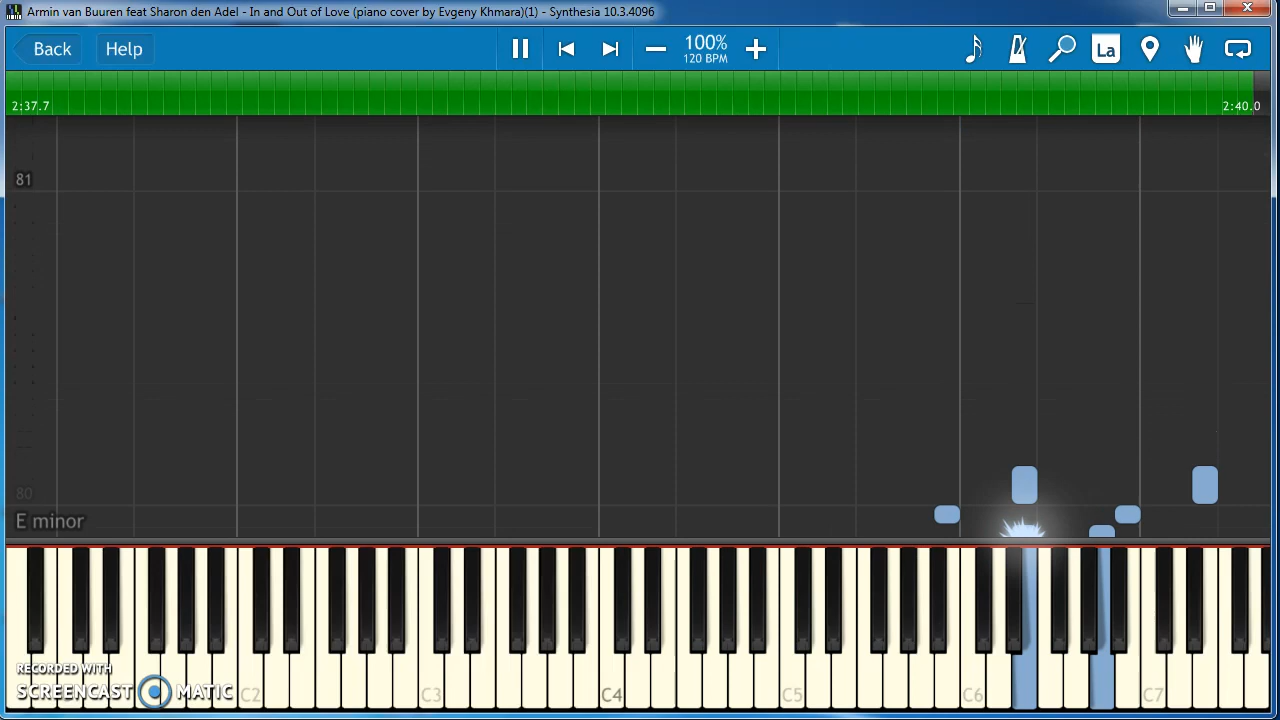 Armin van Buuren feat Sharon den Adel - In and Out of Love (piano cover by Evgeny Khmara)(1) - Synthesia 10.3.4096
Back Help 100% La
120 BPM
2:37.7 2:40.0
81
80
E minor
RECORDED WITH
SCREENCAST MATIC C2 C3 C4 C5 C6 C7